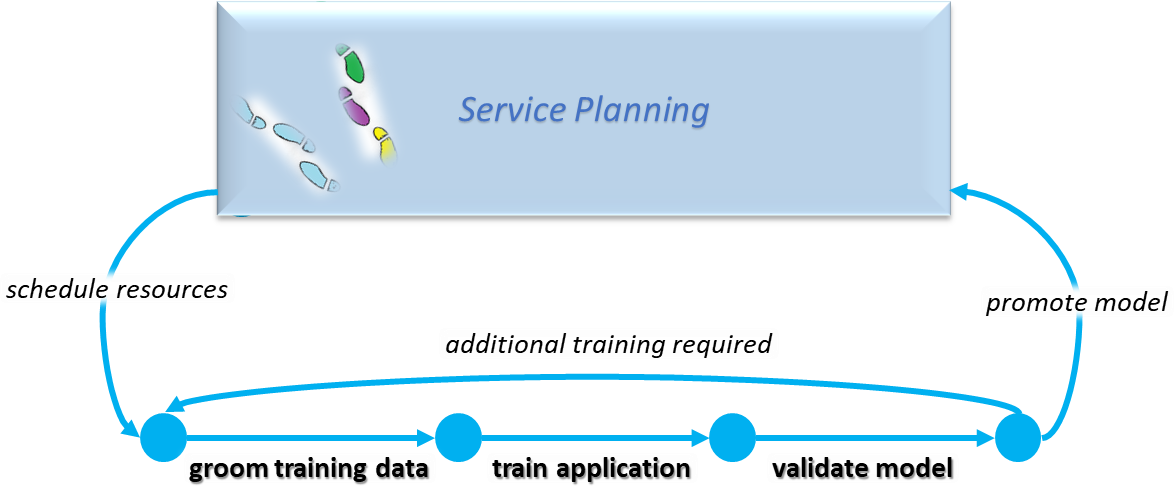 Service Planning
schedule resources
promote model
additional training required
groom training data
train application
validate model